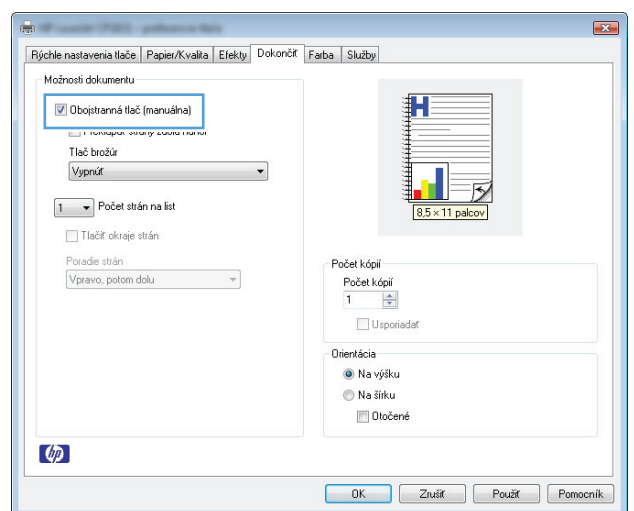 Rýchle nastavenia tlače Papier/Kvalita Efekty Dokončiť Farba Služby
Možnosti dokumentu
Obojstranná tlač (manuálna)
Tlač brožúr
Vypnúť
1 Počet strán na list
Tlačiť okraje strán
Poradie strán
Vpravo, potom dolu
H
8,5 × 11 palcov
Počet kópií
Počet kópií
1
Usporiadať
Orientácia
Na výšku
Na šírku
Otočené
hp
OK Zrušiť Použiť Pomocník